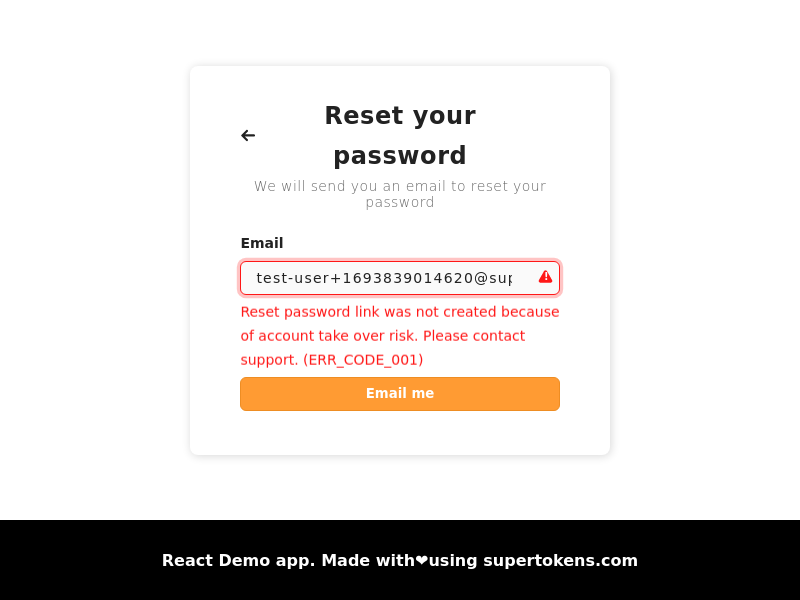 Reset your
password
We will send you an email to reset your
password
Email
test-user+1693839014620@sup
Reset password link was not created because
of account take over risk. Please contact
support. (ERR_CODE_001)
Email me
React Demo app. Made with❤using supertokens.com